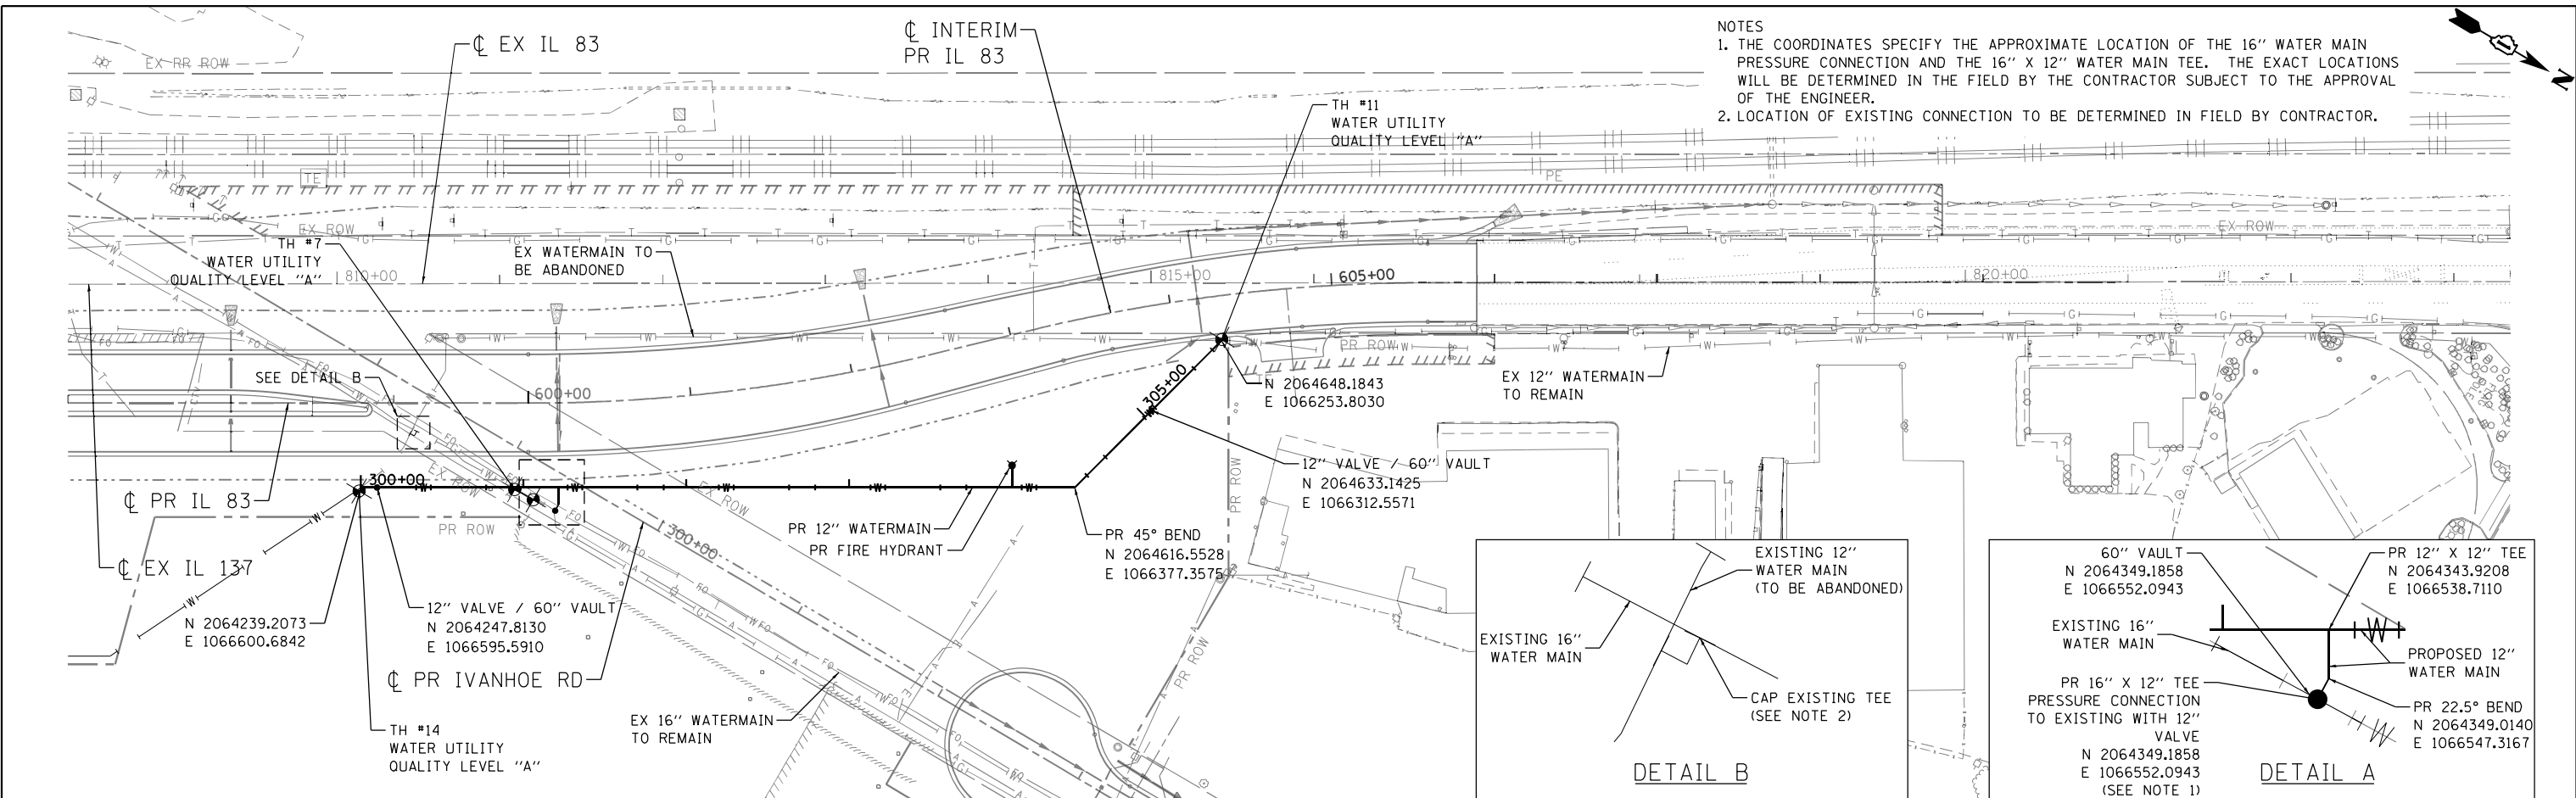 NOTES
1. THE COORDINATES SPECIFY THE APPROXIMATE LOCATION OF THE 16" WATER MAIN
PRESSURE CONNECTION AND THE 16" X 12" WATER MAIN TEE. THE EXACT LOCATIONS
WILL BE DETERMINED IN THE FIELD BY THE CONTRACTOR SUBJECT TO THE APPROVAL
OF THE ENGINEER.
2. LOCATION OF EXISTING CONNECTION TO BE DETERMINED IN FIELD BY CONTRACTOR.
N
EX RR ROW
℄ EX IL 83
℄ INTERIM
PR IL 83
TH #11
WATER UTILITY
QUALITY LEVEL "A"
TE
PE
EX ROW
EX ROW
TH #7
WATER UTILITY
QUALITY LEVEL "A"
EX WATERMAIN TO
BE ABANDONED
810+00
815+00
605+00
820+00
PR ROW
SEE DETAIL B
600+00
305+00
N 2064648.1843
E 1066253.8030
EX 12" WATERMAIN
TO REMAIN
℄ PR IL 83
300+00
EX ROW
EX ROW
PR ROW
PR ROW
12" VALVE / 60" VAULT
N 2064633.1425
E 1066312.5571
PR 12" WATERMAIN
PR FIRE HYDRANT
PR 45° BEND
N 2064616.5528
E 1066377.3575
300+00
℄ EX IL 137
N 2064239.2073
E 1066600.6842
12" VALVE / 60" VAULT
N 2064247.8130
E 1066595.5910
℄ PR IVANHOE RD
PR ROW
TH #14
WATER UTILITY
QUALITY LEVEL "A"
EX 16" WATERMAIN
TO REMAIN
EXISTING 12"
WATER MAIN
(TO BE ABANDONED)
EXISTING 16"
WATER MAIN
CAP EXISTING TEE
(SEE NOTE 2)
DETAIL B
60" VAULT
N 2064349.1858
E 1066552.0943
PR 12" X 12" TEE
N 2064343.9208
E 1066538.7110
EXISTING 16"
WATER MAIN
W
PROPOSED 12"
WATER MAIN
PR 16" X 12" TEE
PRESSURE CONNECTION
TO EXISTING WITH 12"
VALVE
N 2064349.1858
E 1066552.0943
(SEE NOTE 1)
W
PR 22.5° BEND
N 2064349.0140
E 1066547.3167
DETAIL A